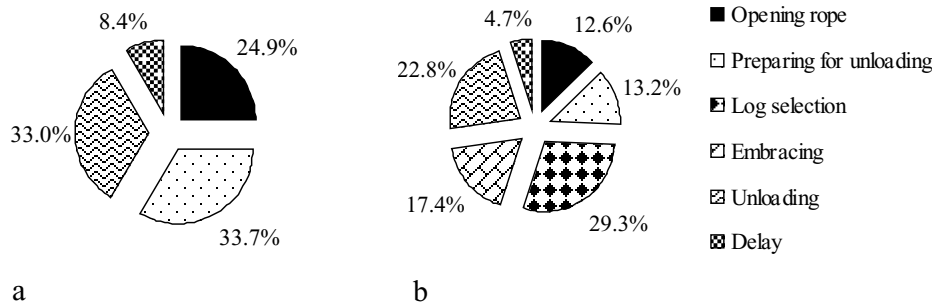 8.4%
24.9%
33.0%
33.7%
a
4.7%
12.6%
22.8%
13.2%
17.4%
29.3%
b
Opening rope
Preparing for unloading
Log selection
Embracing
Unloading
Delay